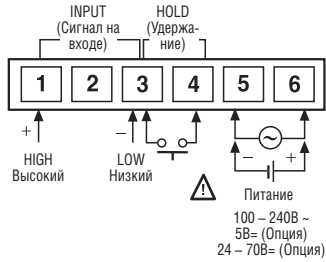 INPUT
(Сигнал на
входе)
HOLD
(Удержа-
ние)
1 2 3 4 5 6
+ – – +
HIGH
Высокий
LOW
Низкий
Питание
100 – 240В ~
5В= (Опция)
24 – 70В= (Опция)